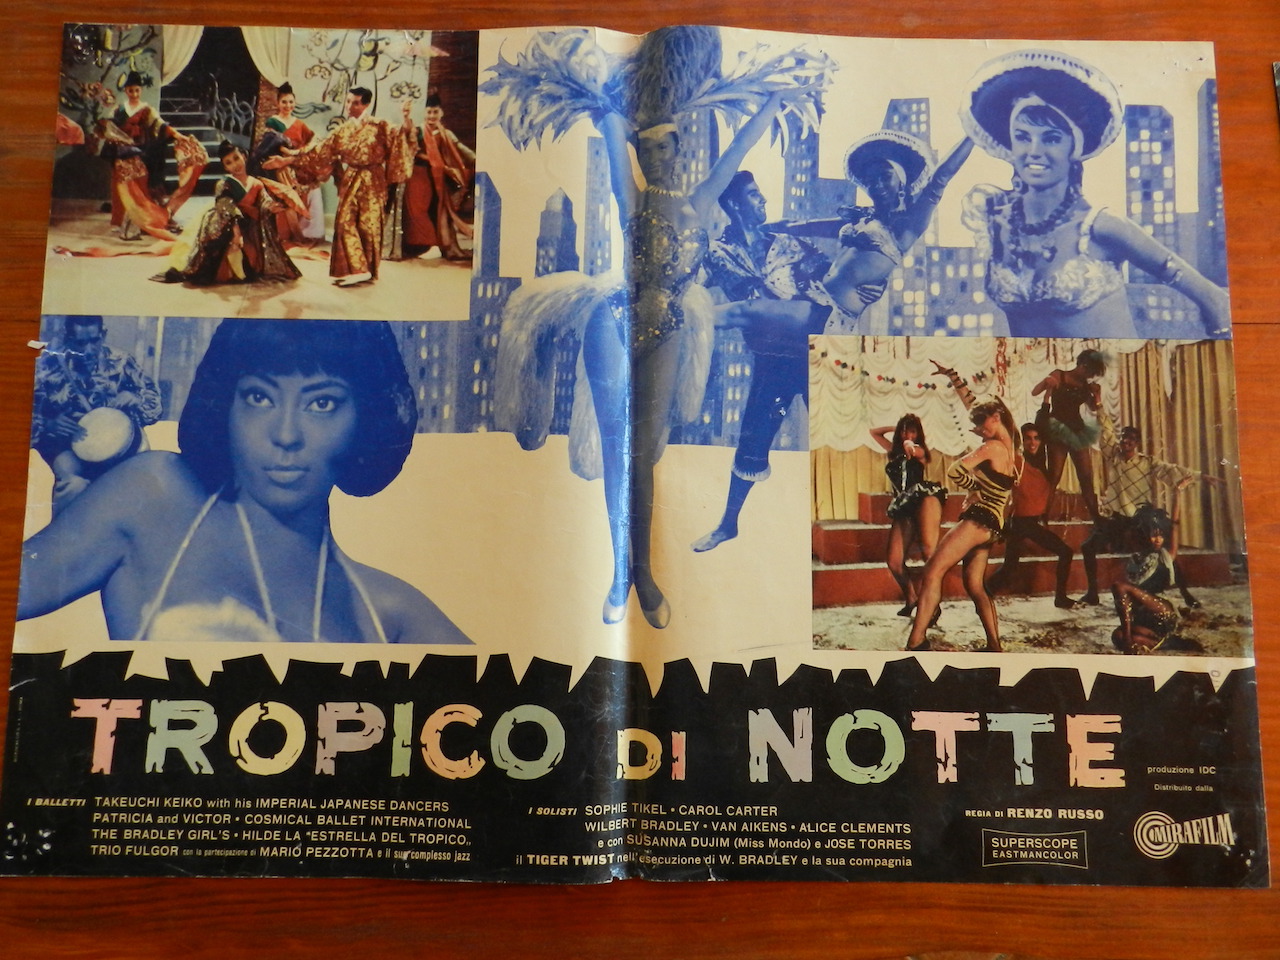 TROPICO DI NOTTE
produzione IDC
Distribuito dalla
MIRAFILM
I BALLETTI TAKEUCHI KEIKO with his IMPERIAL JAPANESE DANCERS
PATRICIA and VICTOR • COSMICAL BALLET INTERNATIONAL
THE BRADLEY GIRL'S • HILDE LA "ESTRELLA DEL TROPICO„
TRIO FULGOR con la partecipazione di MARIO PEZZOTTA e il suo complesso jazz
I SOLISTI SOPHIE TIKEL • CAROL CARTER
WILBERT BRADLEY • VAN AIKENS • ALICE CLEMENTS
e con SUSANNA DUJIM (Miss Mondo) e JOSE TORRES
il TIGER TWIST nell'esecuzione di W. BRADLEY e la sua compagnia
REGIA DI RENZO RUSSO
SUPERSCOPE
EASTMANCOLOR